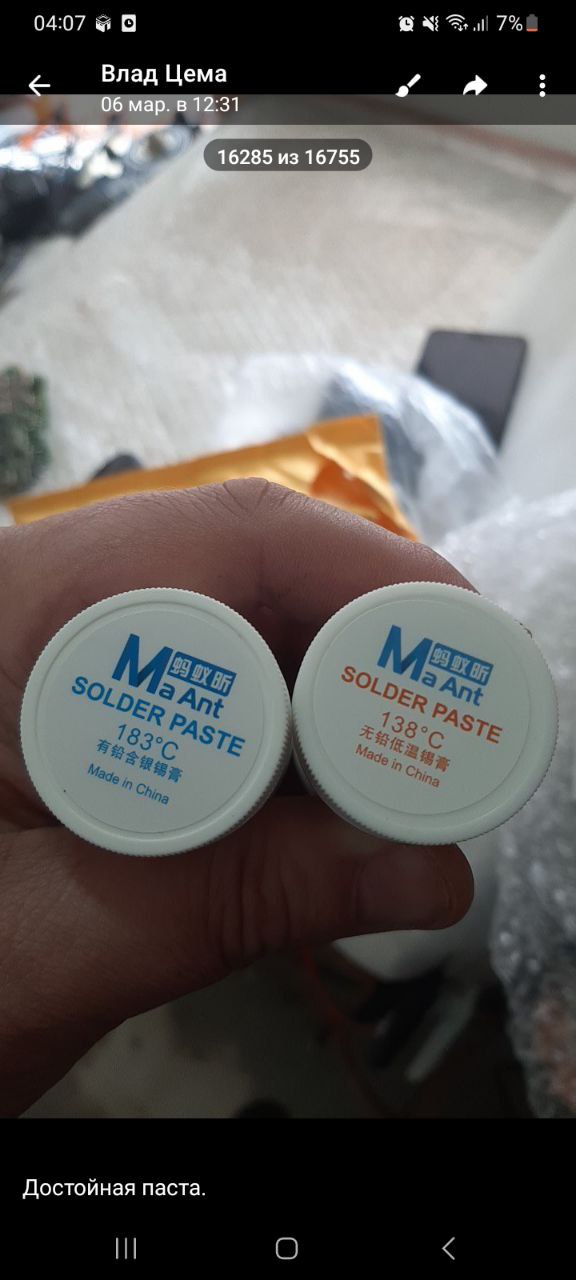 04:07
7%
Влад Цема
06 мар. в 12:31
16285 из 16755
Ma Ant 蚂蚁昕
SOLDER PASTE
183°C
有铅含银锡膏
Made in China
Ma Ant 蚂蚁昕
SOLDER PASTE
138°C
无铅低温锡膏
Made in China
Достойная паста.